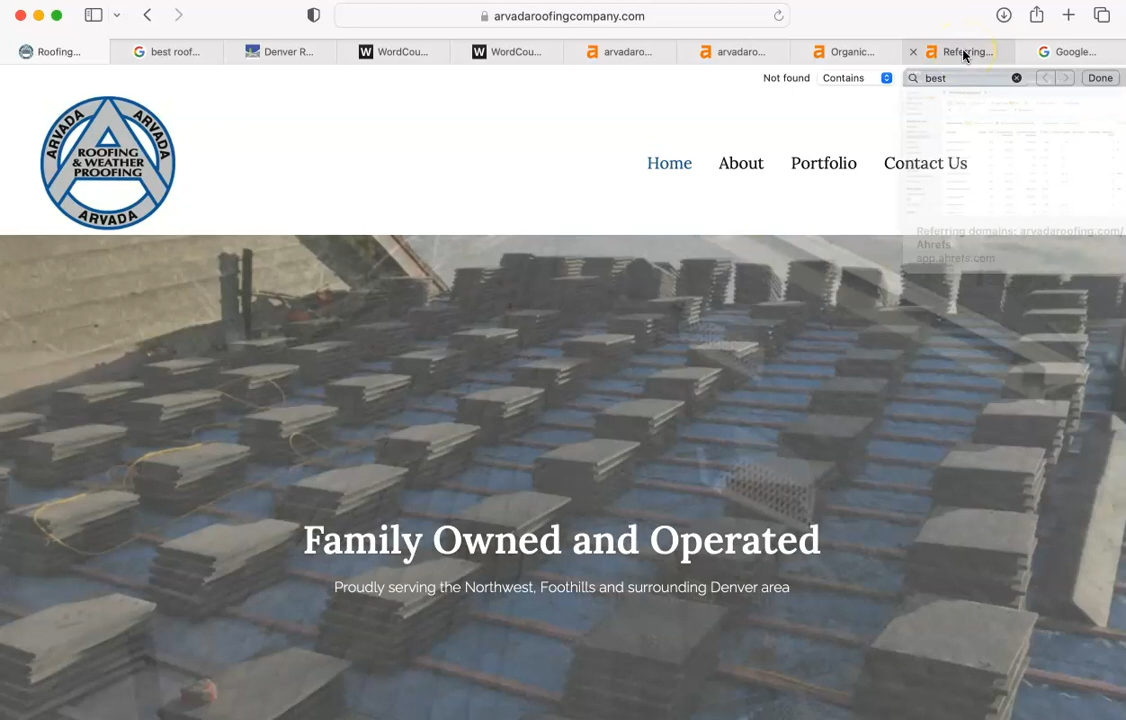 arvadaroofingcompany.com
Roofing...
best roof...
Denver R...
WordCou...
WordCou...
arvadaro...
arvadaro...
Organic...
Referring...
Google...
Not found
Contains
best
Done
ARVADA
ARVADA
ROOFING
& WEATHER
PROOFING
ARVADA
Home
About
Portfolio
Contact Us
Referring domains: arvadaroofing.com/
Ahrefs
app.ahrefs.com
Family Owned and Operated
Proudly serving the Northwest, Foothills and surrounding Denver area